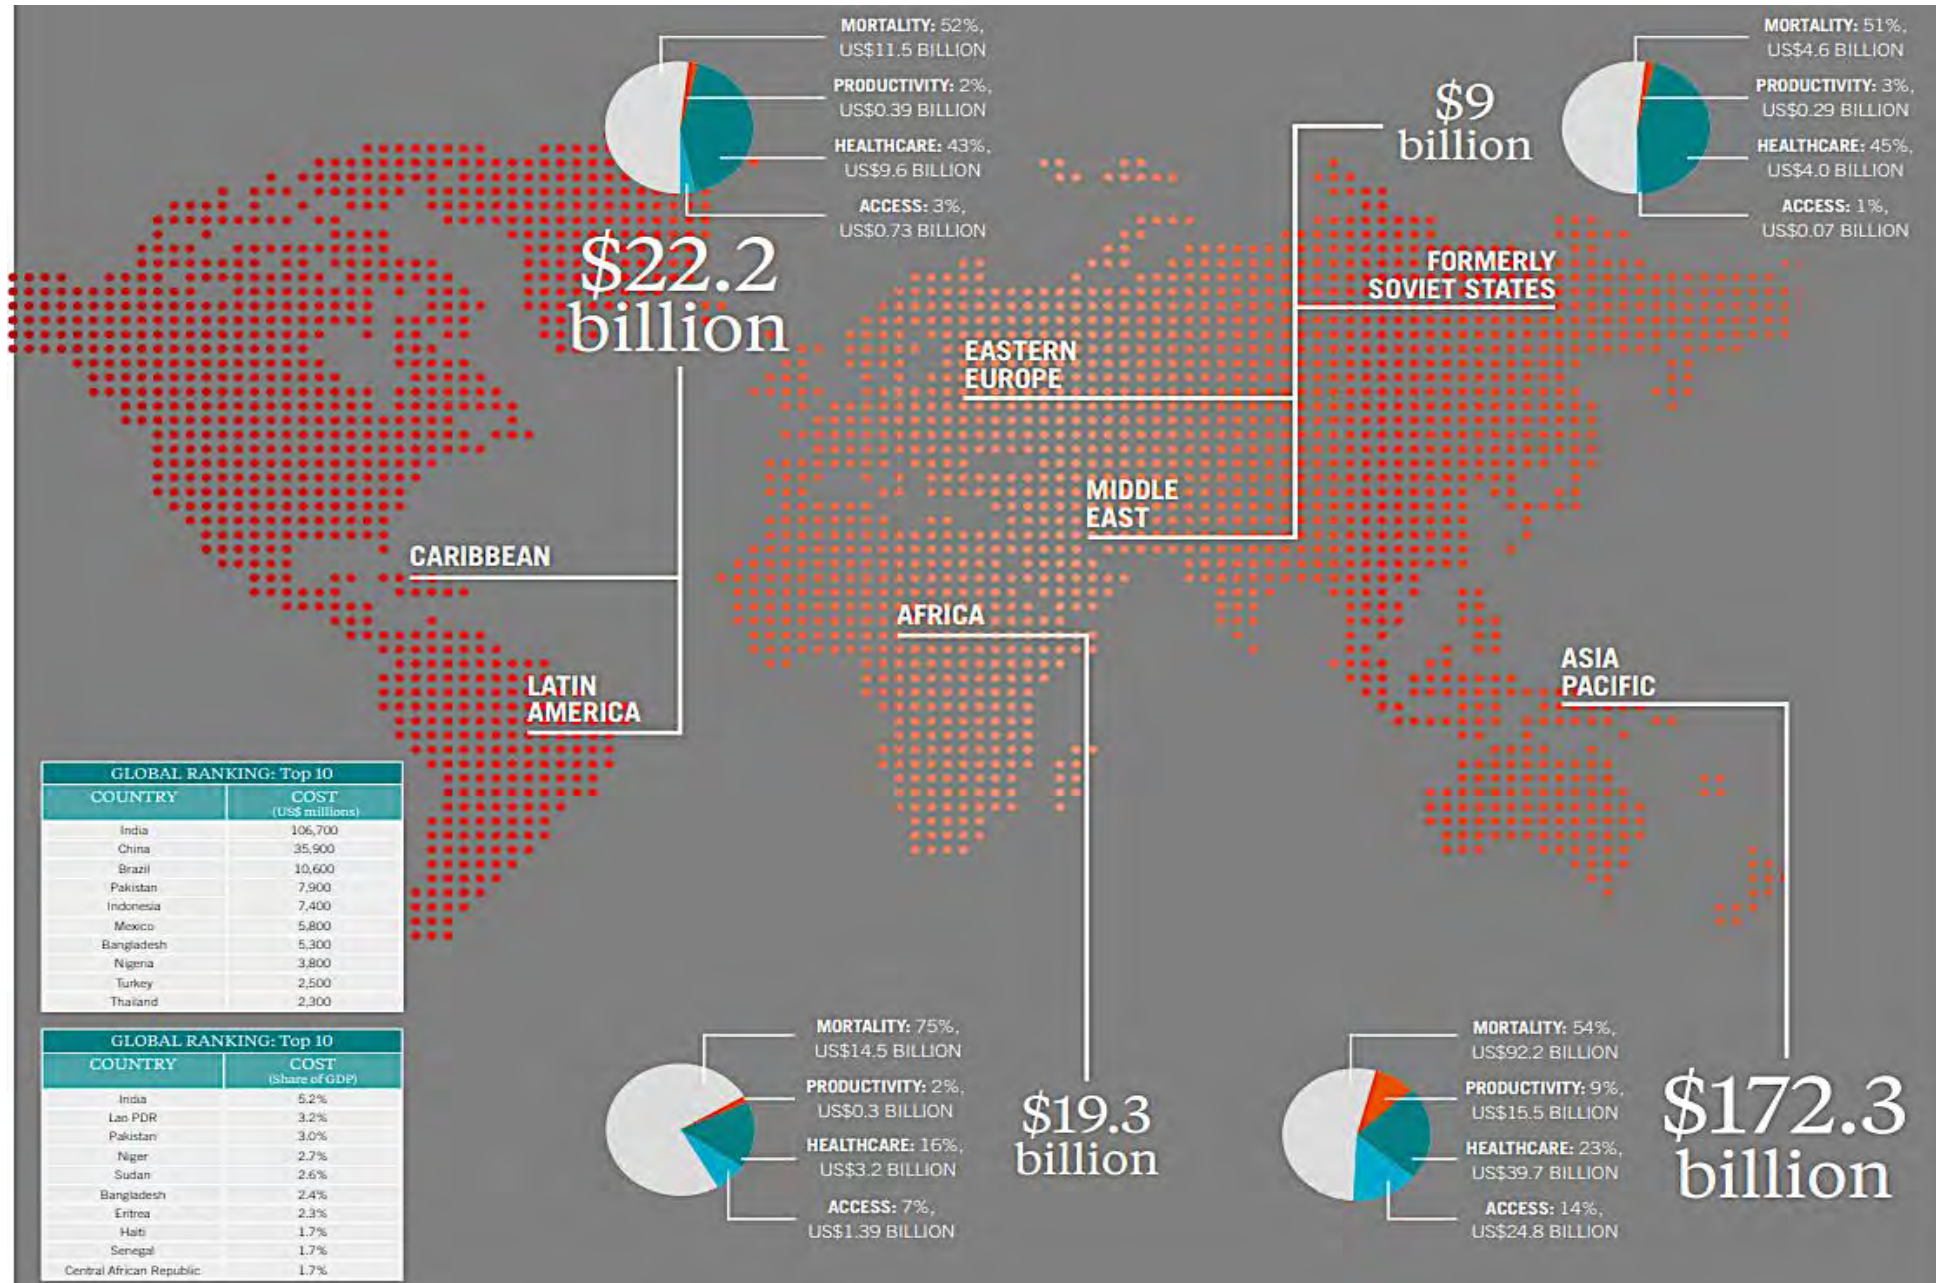 MORTALITY: 52%,
US$11.5 BILLION
PRODUCTIVITY: 2%,
US$0.39 BILLION
HEALTHCARE: 43%,
US$9.6 BILLION
ACCESS: 3%,
US$0.73 BILLION
$22.2
billion
MORTALITY: 51%,
US$4.6 BILLION
PRODUCTIVITY: 3%,
US$0.29 BILLION
HEALTHCARE: 45%,
US$4.0 BILLION
ACCESS: 1%,
US$0.07 BILLION
$9
billion
FORMERLY
SOVIET STATES
EASTERN
EUROPE
MIDDLE
EAST
CARIBBEAN
LATIN
AMERICA
AFRICA
ASIA
PACIFIC
GLOBAL RANKING: Top 10
COUNTRY COST
(US$ millions)
India 106,700
China 35,900
Brazil 10,600
Pakistan 7,900
Indonesia 7,400
Mexico 5,800
Bangladesh 5,300
Nigeria 3,800
Turkey 2,500
Thailand 2,300
GLOBAL RANKING: Top 10
COUNTRY COST
(Share of GDP)
India 5.2%
Lao PDR 3.2%
Pakistan 3.0%
Niger 2.7%
Sudan 2.6%
Bangladesh 2.4%
Eritrea 2.3%
Haiti 1.7%
Senegal 1.7%
Central African Republic 1.7%
MORTALITY: 75%,
US$14.5 BILLION
PRODUCTIVITY: 2%,
US$0.3 BILLION
HEALTHCARE: 16%,
US$3.2 BILLION
ACCESS: 7%,
US$1.39 BILLION
$19.3
billion
MORTALITY: 54%,
US$92.2 BILLION
PRODUCTIVITY: 9%,
US$15.5 BILLION
HEALTHCARE: 23%,
US$39.7 BILLION
ACCESS: 14%,
US$24.8 BILLION
$172.3
billion